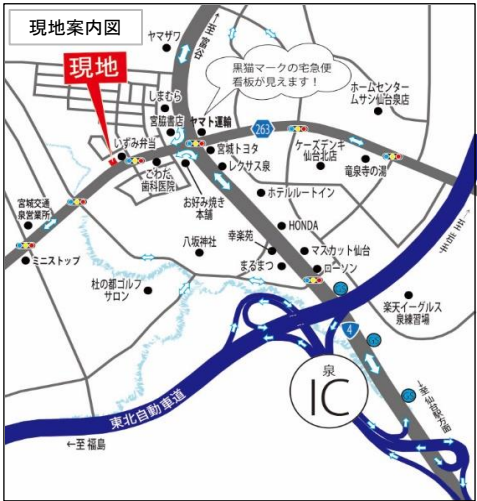 現地案内図
↑至 富谷
ヤマザワ
現地
黒猫マークの宅急便
看板が見えます！
しまむら
宮脇書店
ヤマト運輸
ホームセンター
ムサシ仙台泉店
263
いずみ弁当
宮城トヨタ
ケーズデンキ
仙台北店
こわだ
歯科医院
レクサス泉
竜泉寺の湯
お好み焼き
本舗
ホテルルートイン
宮城交通
泉営業所
HONDA
八坂神社
幸楽苑
マスカット仙台
ミニストップ
まるまつ
ローソン
杜の都ゴルフ
サロン
楽天イーグルス
泉練習場
4
泉
IC
東北自動車道
←至 福島
↓至 仙台駅方面